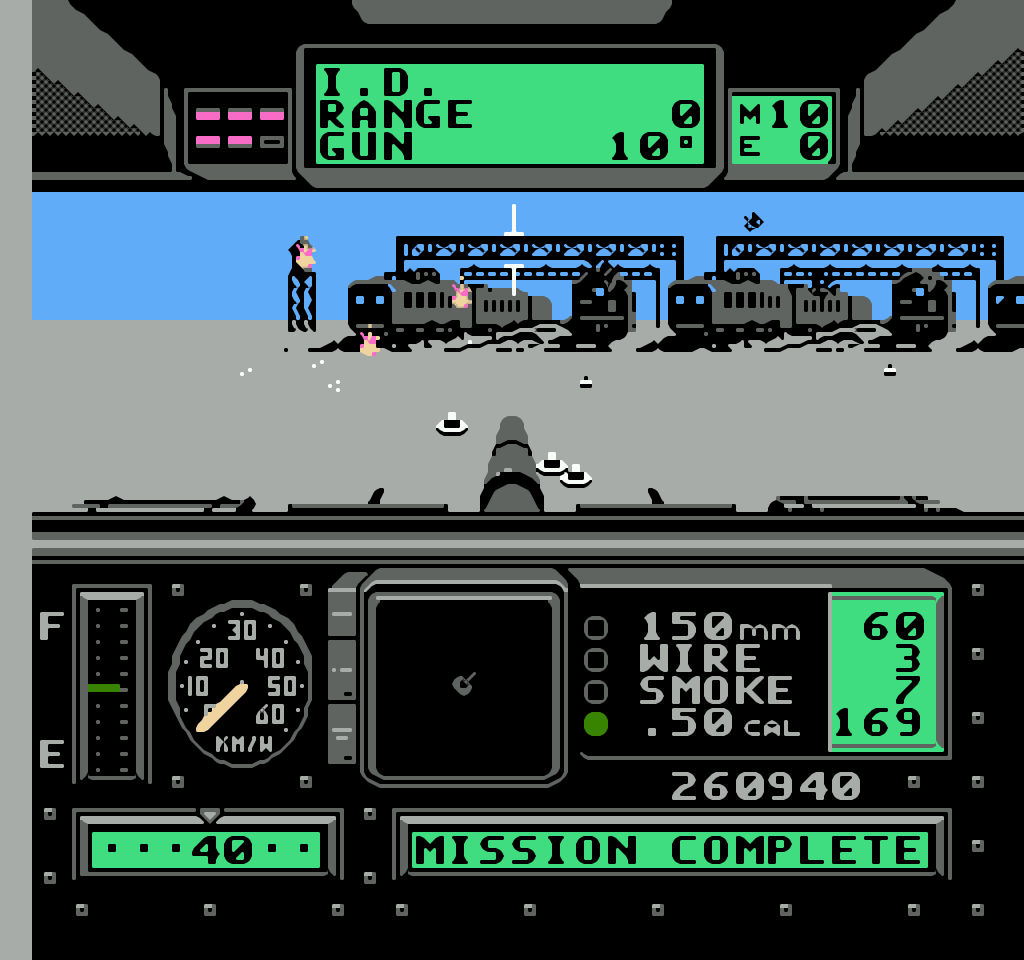 I.D.
RANGE 0
GUN 10°
M10
E 0
F
E
30
20 40
10 50
60
KM/W
150mm 60
WIRE 3
SMOKE 7
.50 CAL 169
260940
···40··
MISSION COMPLETE